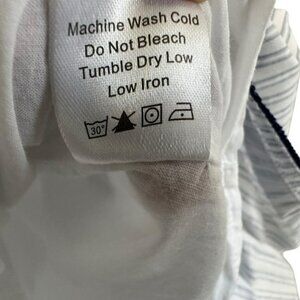 Machine Wash Cold
Do Not Bleach
Tumble Dry Low
Low Iron
30°